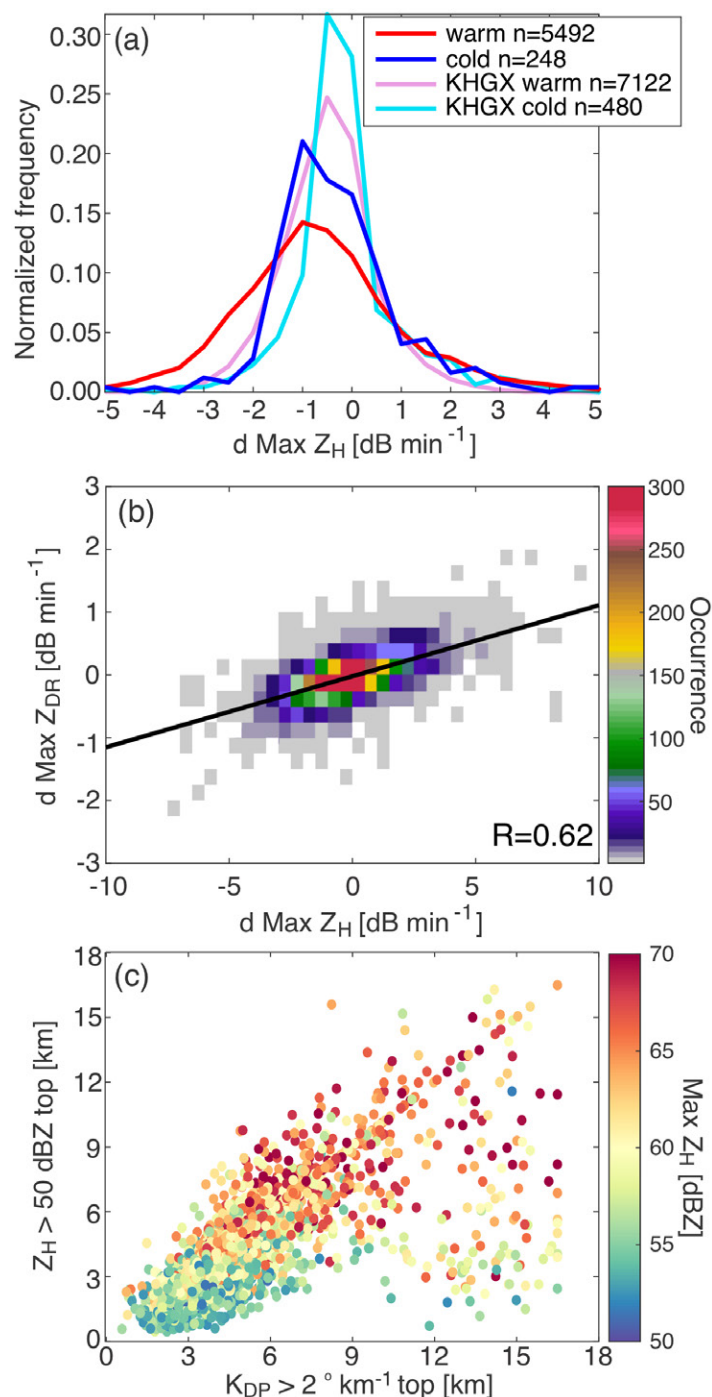 (a)
warm n=5492
cold n=248
KHGX warm n=7122
KHGX cold n=480
Normalized frequency
0.30
0.25
0.20
0.15
0.10
0.05
0.00
-5 -4 -3 -2 -1 0 1 2 3 4 5
d Max Z_H [dB min⁻¹]
(b)
d Max Z_DR [dB min⁻¹]
3
2
1
0
-1
-2
-3
R=0.62
-10 -5 0 5 10
d Max Z_H [dB min⁻¹]
300
250
200
150
100
50
Occurrence
(c)
Z_H > 50 dBZ top [km]
18
15
12
9
6
3
0
0 3 6 9 12 15 18
K_DP > 2 ° km⁻¹ top [km]
70
65
60
55
50
Max Z_H [dBZ]